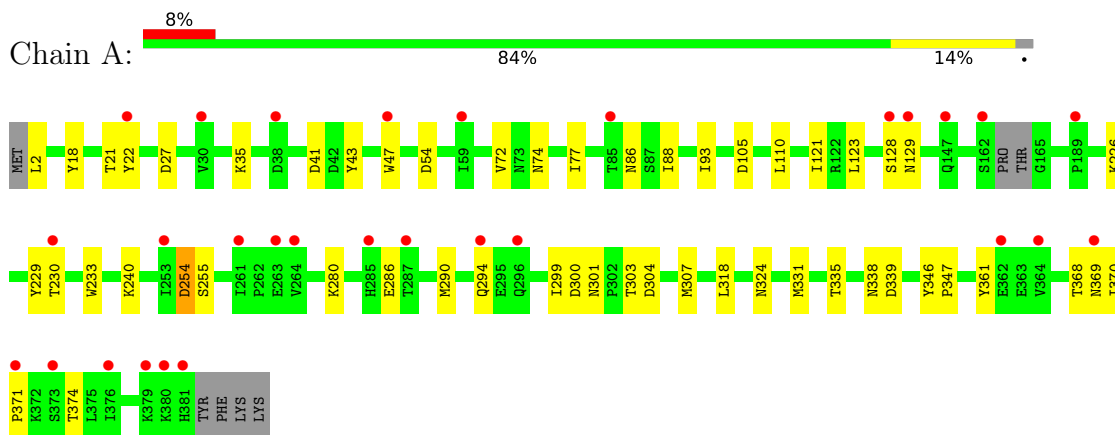 8%
Chain A:
84% 14% •
MET L2 Y18 T21 Y22 D27 V30 K35 D38 D41 D42 Y43 W47 D54 I59 V72 N73 N74 I77 T85 N86 S87 I88 I93 D105 L110 I121 R122 L123 S128 N129 Q147 S162 PRO THR G165 P189 K226
Y229 T230 W233 K240 I253 D254 S255 I261 P262 E263 V264 K280 H285 E286 T287 M290 Q294 E295 Q296 I299 D300 N301 P302 T303 D304 M307 L318 N324 M331 T335 N338 D339 Y346 P347 Y361 E362 E363 V364 T368 N369 I370
P371 K372 S373 T374 L375 I376 K379 K380 H381 TYR PHE LYS LYS